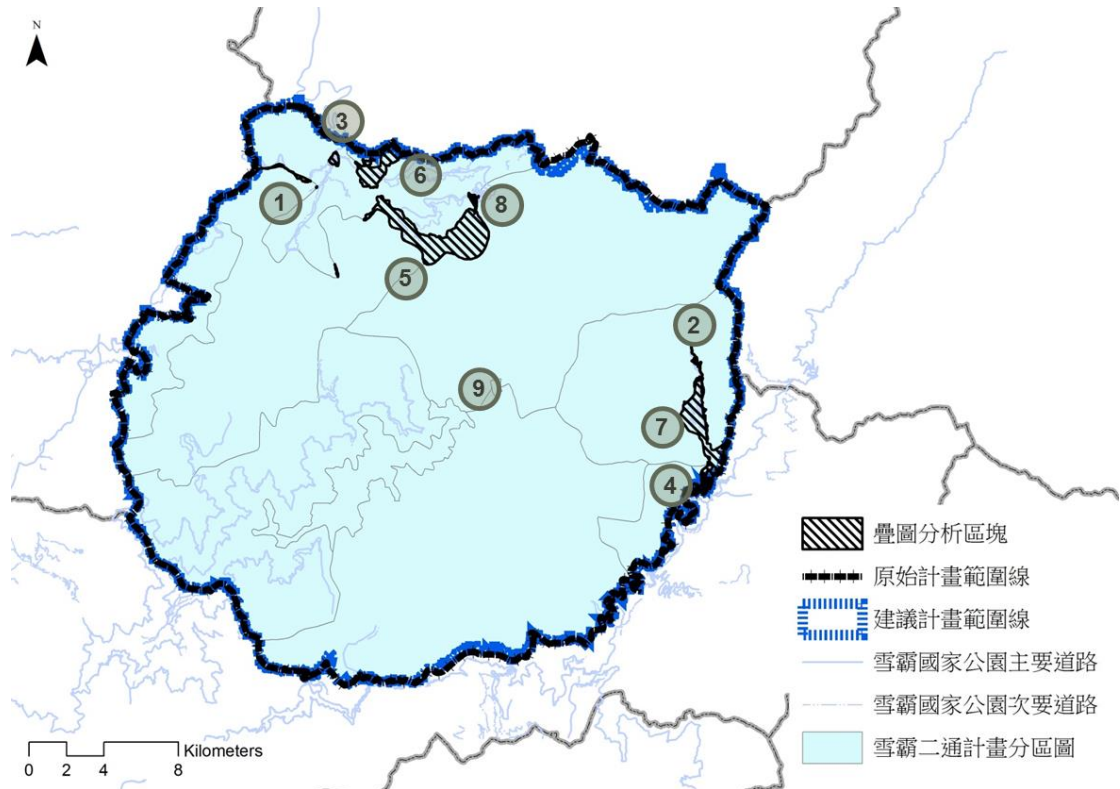 N
3
1
6
8
5
2
9
7
4
疊圖分析區塊
原始計畫範圍線
建議計畫範圍線
雪霸國家公園主要道路
雪霸國家公園次要道路
雪霸二通計畫分區圖
Kilometers
0 2 4 8